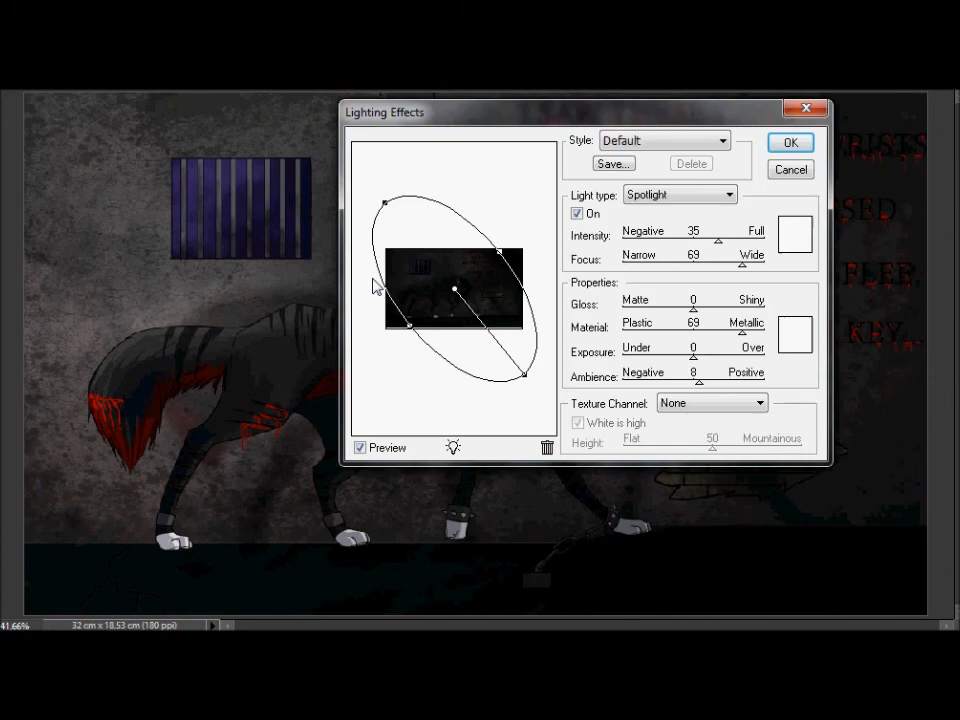 Lighting Effects
Style: Default
OK
Save... Delete
Cancel
Light type: Spotlight
On
Intensity: Negative 35 Full
Focus: Narrow 69 Wide
Properties:
Gloss: Matte 0 Shiny
Material: Plastic 69 Metallic
Exposure: Under 0 Over
Ambience: Negative 8 Positive
Texture Channel: None
White is high
Height: Flat 50 Mountainous
Preview
KEY
41,66% 32 cm x 18,53 cm (180 ppi)